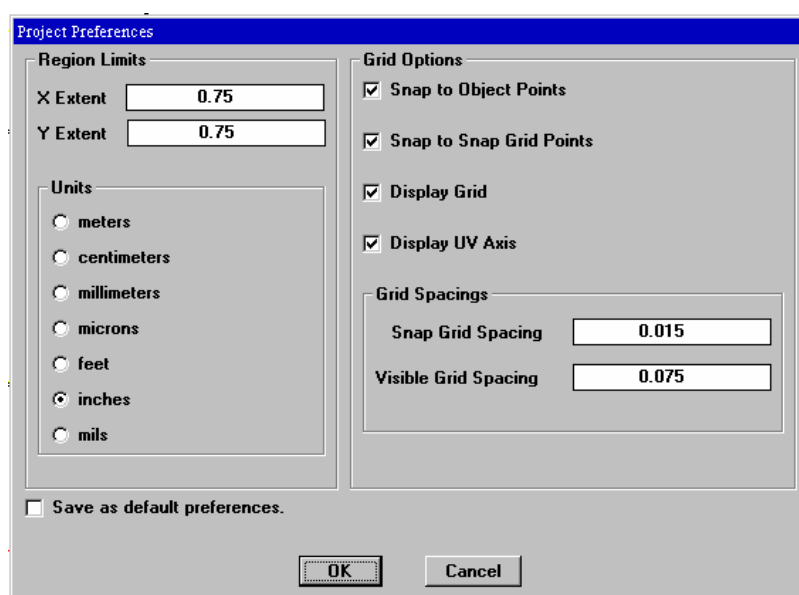 Project Preferences
Region Limits
X Extent 0.75
Y Extent 0.75
Units
meters
centimeters
millimeters
microns
feet
inches
mils
Grid Options
Snap to Object Points
Snap to Snap Grid Points
Display Grid
Display UV Axis
Grid Spacings
Snap Grid Spacing 0.015
Visible Grid Spacing 0.075
Save as default preferences.
OK Cancel